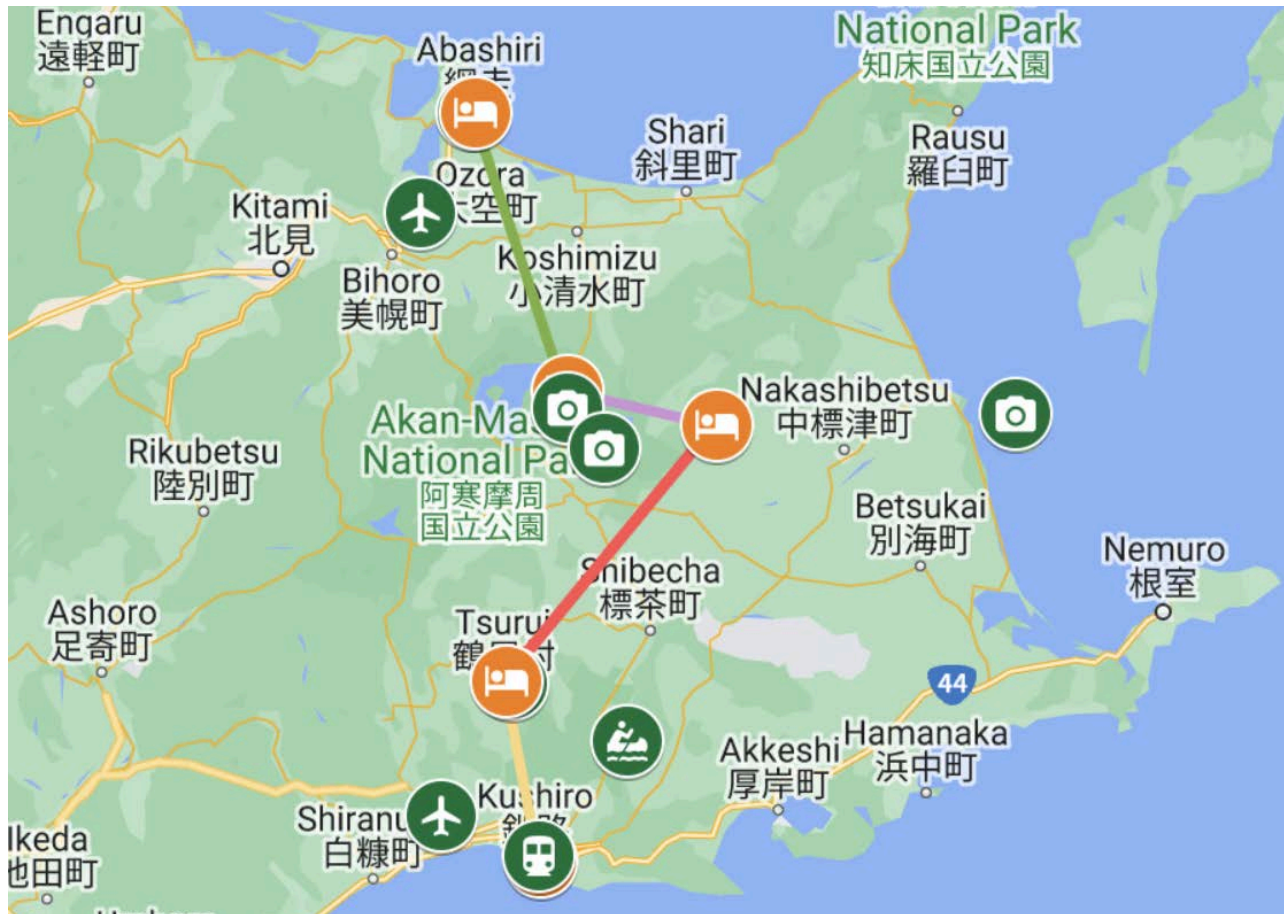 Engaru
遠軽町
Abashiri
National Park
知床国立公園
Shari
斜里町
Rausu
羅臼町
Ozora
大空町
Kitami
北見
Koshimizu
小清水町
Bihoro
美幌町
Nakashibetsu
中標津町
National
阿寒摩周
国立公園
Rikubetsu
陸別町
Betsukai
別海町
Nemuro
根室
Shibecha
標茶町
Ashoro
足寄町
44
Akkeshi
厚岸町
Hamanaka
浜中町
Kushiro
白糠町
Ikeda
池田町